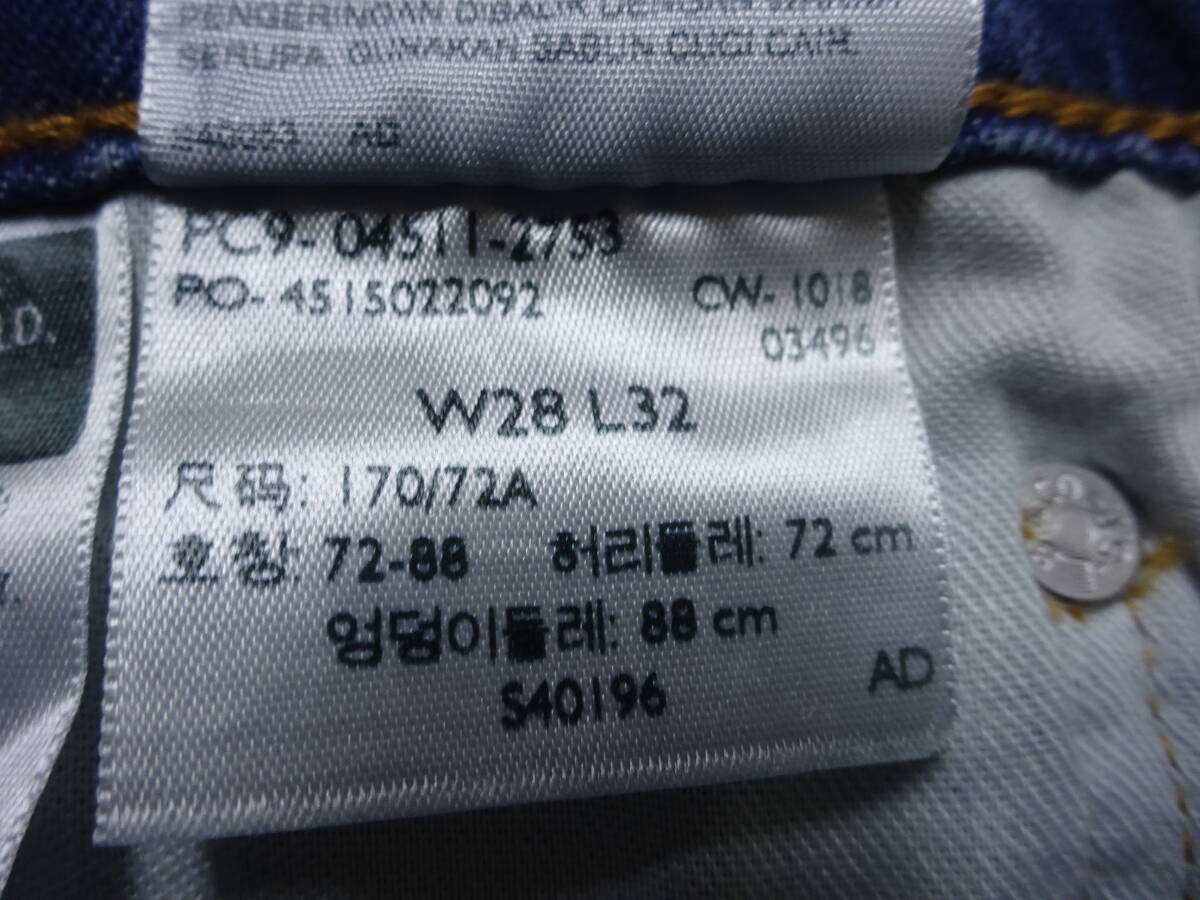 PENGERINGAN DIBALIK DENGAN
SERUPA. GUNAKAN SABUN CUCI CAIR.
AD
PC9-04511-2753
PO-4515022092 CW-1018
03496
W28 L32
尺码: 170/72A
호칭: 72-88 허리둘레: 72 cm
엉덩이둘레: 88 cm
S40196 AD